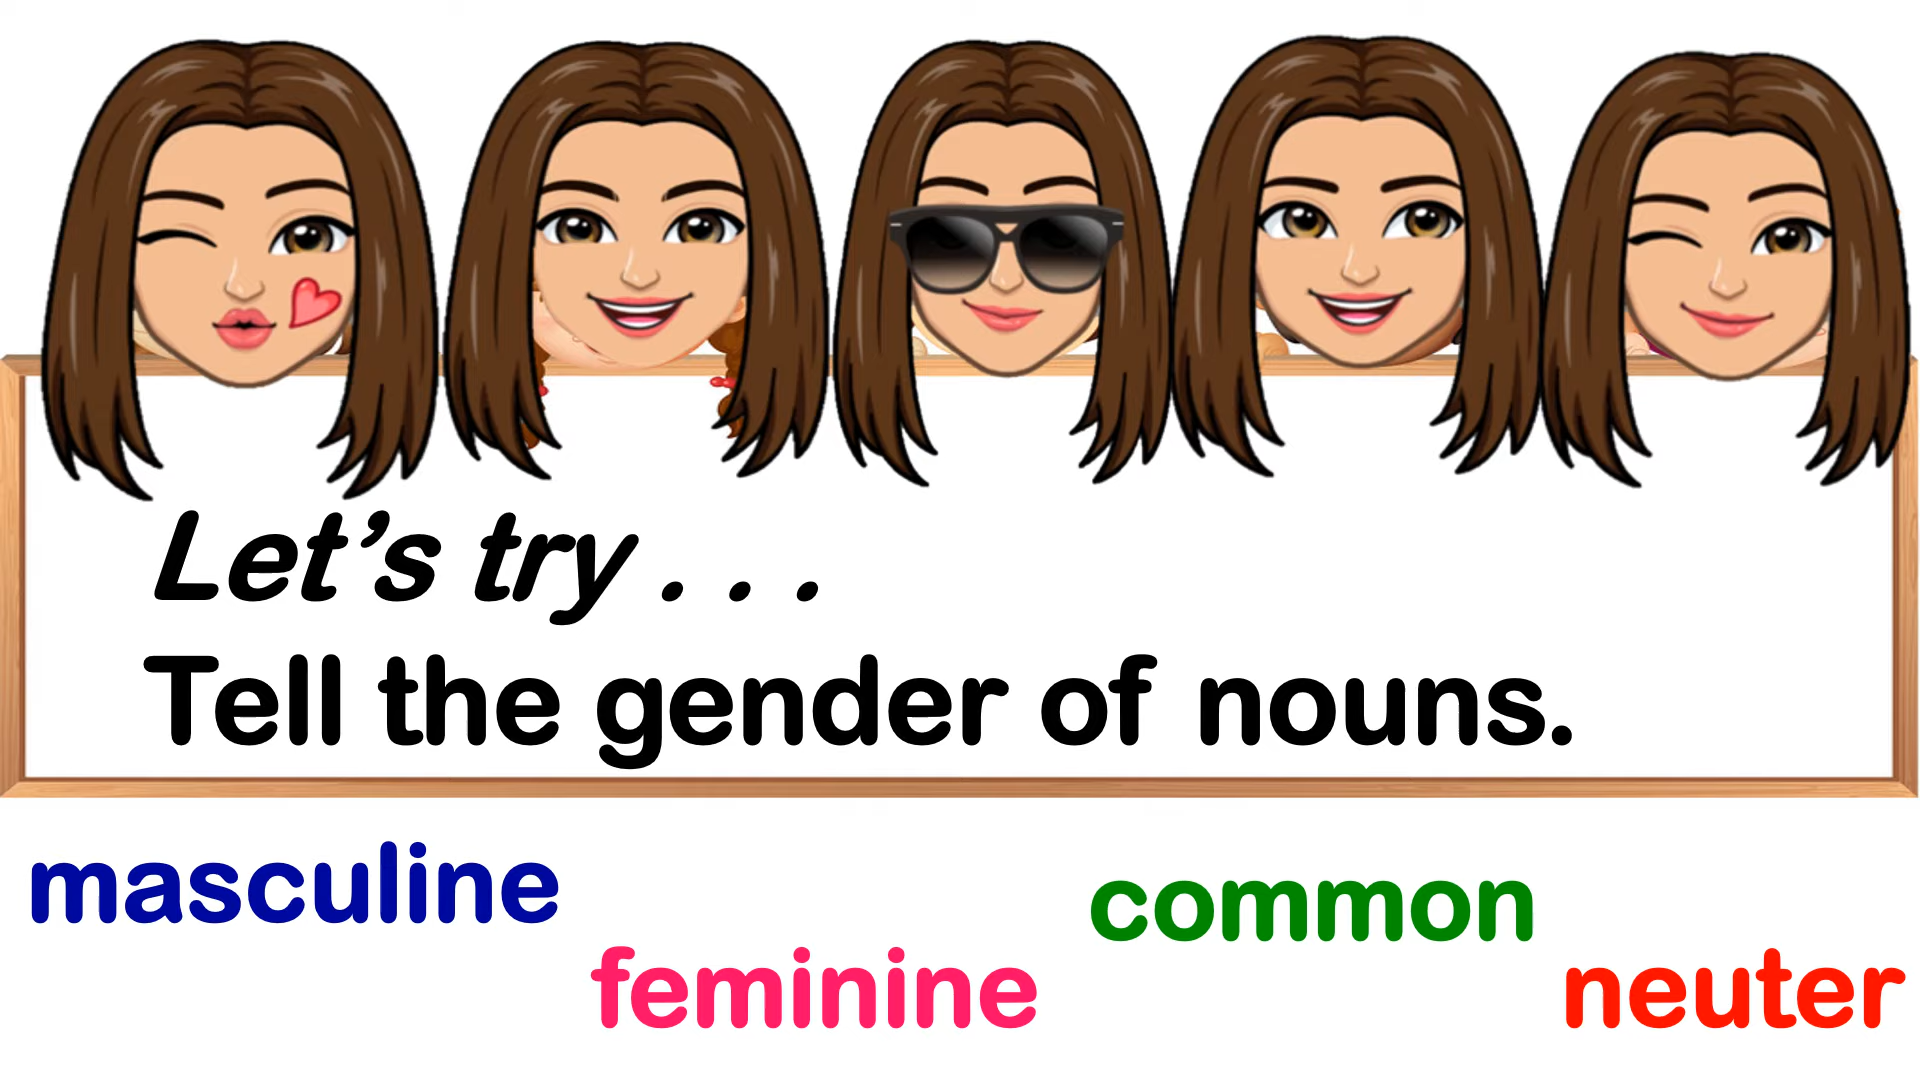 Let’s try . . .
Tell the gender of nouns.
masculine
feminine
common
neuter